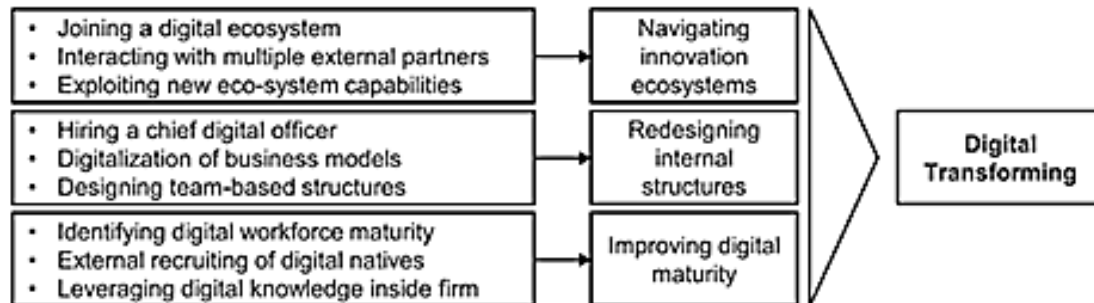 • Joining a digital ecosystem
• Interacting with multiple external partners
• Exploiting new eco-system capabilities
Navigating
innovation
ecosystems
• Hiring a chief digital officer
• Digitalization of business models
• Designing team-based structures
Redesigning
internal
structures
• Identifying digital workforce maturity
• External recruiting of digital natives
• Leveraging digital knowledge inside firm
Improving digital
maturity
Digital
Transforming